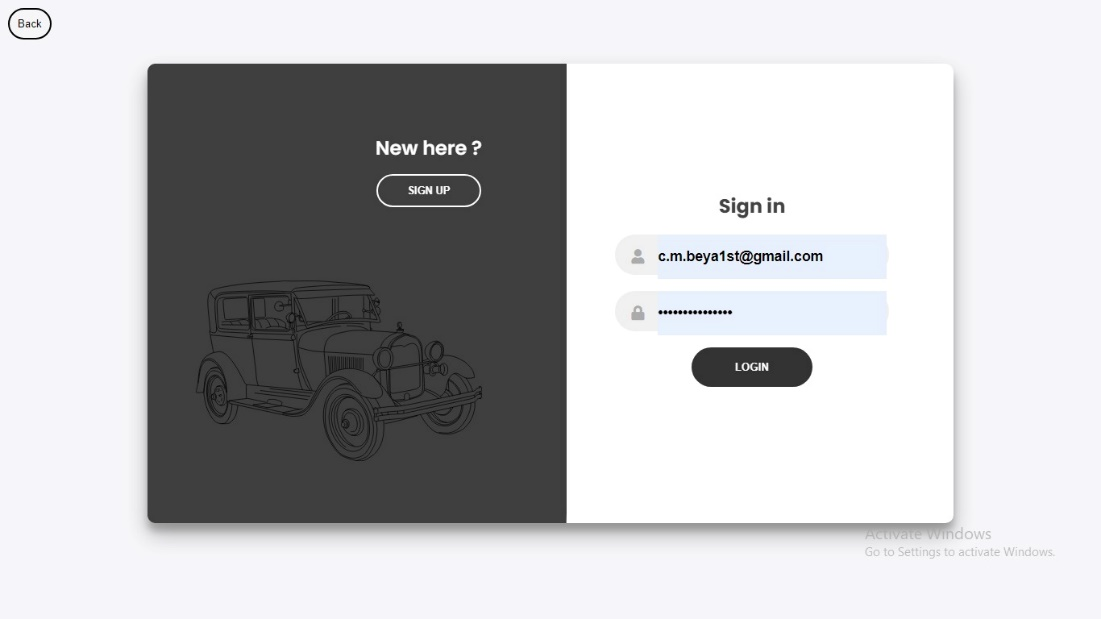 Back
New here ?
SIGN UP
Sign in
c.m.beya1st@gmail.com
•••••••••••••••
LOGIN
Activate Windows
Go to Settings to activate Windows.